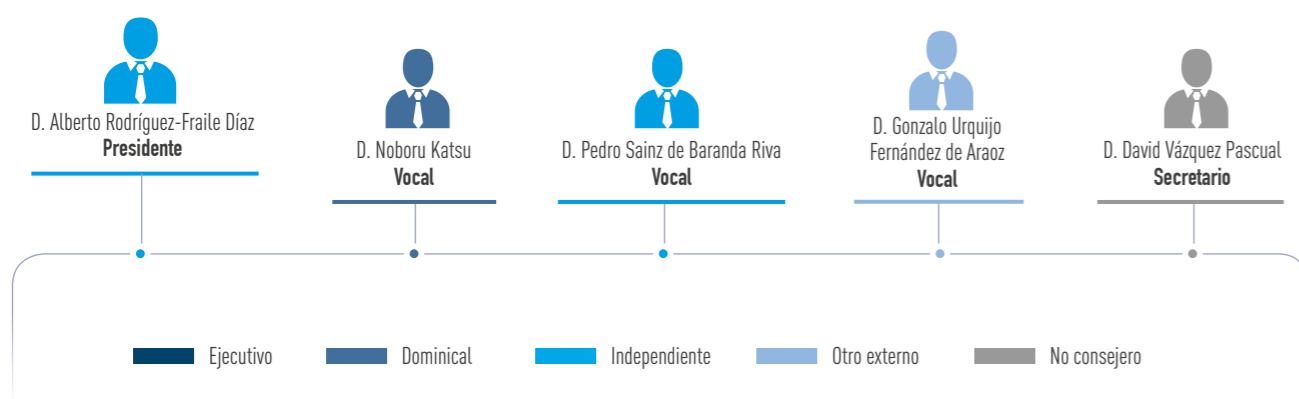 D. Alberto Rodríguez-Fraile Díaz
Presidente
D. Noboru Katsu
Vocal
D. Pedro Sainz de Baranda Riva
Vocal
D. Gonzalo Urquijo
Fernández de Araoz
Vocal
D. David Vázquez Pascual
Secretario
Ejecutivo
Dominical
Independiente
Otro externo
No consejero